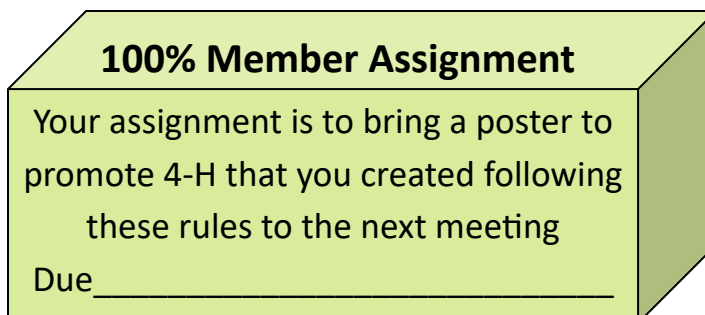 100% Member Assignment
Your assignment is to bring a poster to
promote 4-H that you created following
these rules to the next meeting
Due____________________________